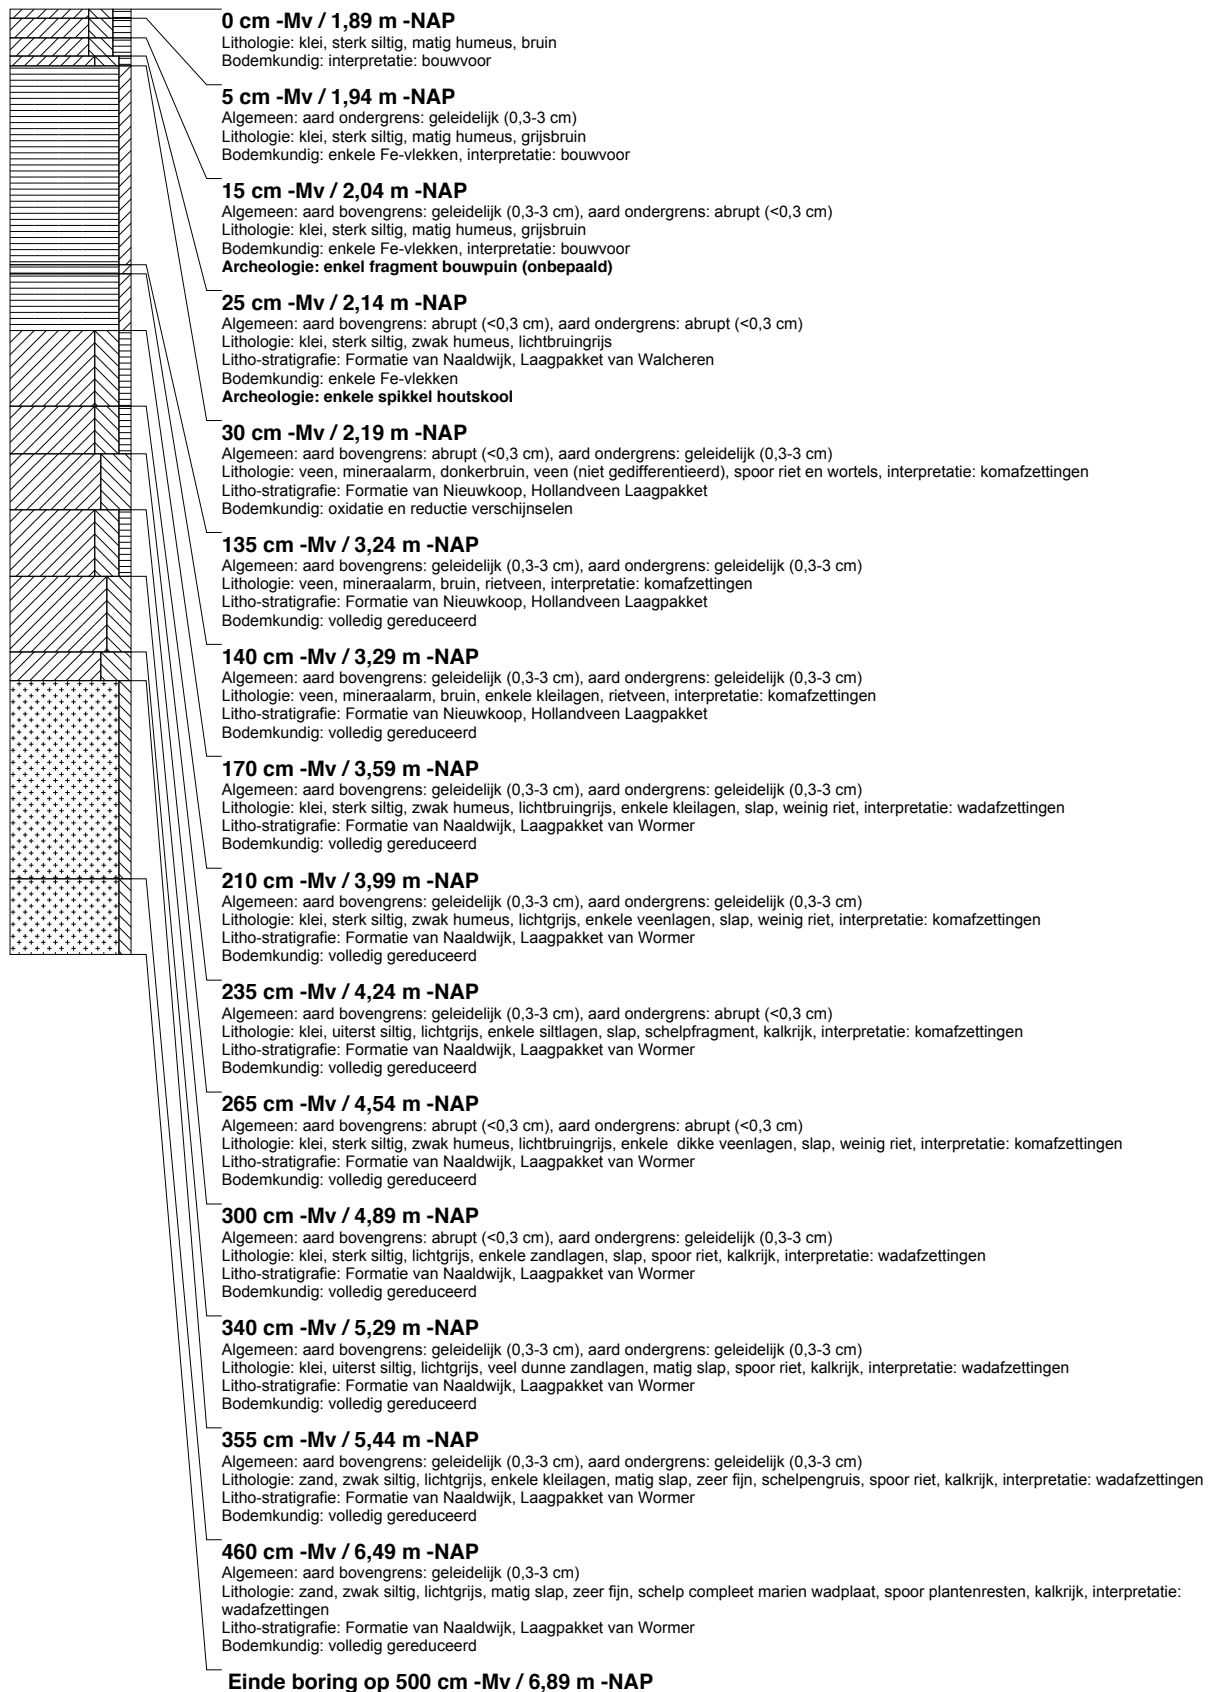 0 cm -Mv / 1,89 m -NAP
Lithologie: klei, sterk siltig, matig humeus, bruin
Bodemkundig: interpretatie: bouwvoor
5 cm -Mv / 1,94 m -NAP
Algemeen: aard ondergrens: geleidelijk (0,3-3 cm)
Lithologie: klei, sterk siltig, matig humeus, grijsbruin
Bodemkundig: enkele Fe-vlekken, interpretatie: bouwvoor
15 cm -Mv / 2,04 m -NAP
Algemeen: aard bovengrens: geleidelijk (0,3-3 cm), aard ondergrens: abrupt (<0,3 cm)
Lithologie: klei, sterk siltig, matig humeus, grijsbruin
Bodemkundig: enkele Fe-vlekken, interpretatie: bouwvoor
Archeologie: enkel fragment bouwpuin (onbepaald)
25 cm -Mv / 2,14 m -NAP
Algemeen: aard bovengrens: abrupt (<0,3 cm), aard ondergrens: abrupt (<0,3 cm)
Lithologie: klei, sterk siltig, zwak humeus, lichtbruingrijs
Litho-stratigrafie: Formatie van Naaldwijk, Laagpakket van Walcheren
Bodemkundig: enkele Fe-vlekken
Archeologie: enkele spikkel houtskool
30 cm -Mv / 2,19 m -NAP
Algemeen: aard bovengrens: abrupt (<0,3 cm), aard ondergrens: geleidelijk (0,3-3 cm)
Lithologie: veen, mineraalarm, donkerbruin, veen (niet gedifferentieerd), spoor riet en wortels, interpretatie: komafzettingen
Litho-stratigrafie: Formatie van Nieuwkoop, Hollandveen Laagpakket
Bodemkundig: oxidatie en reductie verschijnselen
135 cm -Mv / 3,24 m -NAP
Algemeen: aard bovengrens: geleidelijk (0,3-3 cm), aard ondergrens: geleidelijk (0,3-3 cm)
Lithologie: veen, mineraalarm, bruin, rietveen, interpretatie: komafzettingen
Litho-stratigrafie: Formatie van Nieuwkoop, Hollandveen Laagpakket
Bodemkundig: volledig gereduceerd
140 cm -Mv / 3,29 m -NAP
Algemeen: aard bovengrens: geleidelijk (0,3-3 cm), aard ondergrens: geleidelijk (0,3-3 cm)
Lithologie: veen, mineraalarm, bruin, enkele kleilagen, rietveen, interpretatie: komafzettingen
Litho-stratigrafie: Formatie van Nieuwkoop, Hollandveen Laagpakket
Bodemkundig: volledig gereduceerd
170 cm -Mv / 3,59 m -NAP
Algemeen: aard bovengrens: geleidelijk (0,3-3 cm), aard ondergrens: geleidelijk (0,3-3 cm)
Lithologie: klei, sterk siltig, zwak humeus, lichtbruingrijs, enkele kleilagen, slap, weinig riet, interpretatie: wadafzettingen
Litho-stratigrafie: Formatie van Naaldwijk, Laagpakket van Wormer
Bodemkundig: volledig gereduceerd
210 cm -Mv / 3,99 m -NAP
Algemeen: aard bovengrens: geleidelijk (0,3-3 cm), aard ondergrens: geleidelijk (0,3-3 cm)
Lithologie: klei, sterk siltig, zwak humeus, lichtgrijs, enkele veenlagen, slap, weinig riet, interpretatie: komafzettingen
Litho-stratigrafie: Formatie van Naaldwijk, Laagpakket van Wormer
Bodemkundig: volledig gereduceerd
235 cm -Mv / 4,24 m -NAP
Algemeen: aard bovengrens: geleidelijk (0,3-3 cm), aard ondergrens: abrupt (<0,3 cm)
Lithologie: klei, uiterst siltig, lichtgrijs, enkele siltlagen, slap, schelpfragment, kalkrijk, interpretatie: komafzettingen
Litho-stratigrafie: Formatie van Naaldwijk, Laagpakket van Wormer
Bodemkundig: volledig gereduceerd
265 cm -Mv / 4,54 m -NAP
Algemeen: aard bovengrens: abrupt (<0,3 cm), aard ondergrens: abrupt (<0,3 cm)
Lithologie: klei, sterk siltig, zwak humeus, lichtbruingrijs, enkele  dikke veenlagen, slap, weinig riet, interpretatie: komafzettingen
Litho-stratigrafie: Formatie van Naaldwijk, Laagpakket van Wormer
Bodemkundig: volledig gereduceerd
300 cm -Mv / 4,89 m -NAP
Algemeen: aard bovengrens: abrupt (<0,3 cm), aard ondergrens: geleidelijk (0,3-3 cm)
Lithologie: klei, sterk siltig, lichtgrijs, enkele zandlagen, slap, spoor riet, kalkrijk, interpretatie: wadafzettingen
Litho-stratigrafie: Formatie van Naaldwijk, Laagpakket van Wormer
Bodemkundig: volledig gereduceerd
340 cm -Mv / 5,29 m -NAP
Algemeen: aard bovengrens: geleidelijk (0,3-3 cm), aard ondergrens: geleidelijk (0,3-3 cm)
Lithologie: klei, uiterst siltig, lichtgrijs, veel dunne zandlagen, matig slap, spoor riet, kalkrijk, interpretatie: wadafzettingen
Litho-stratigrafie: Formatie van Naaldwijk, Laagpakket van Wormer
Bodemkundig: volledig gereduceerd
355 cm -Mv / 5,44 m -NAP
Algemeen: aard bovengrens: geleidelijk (0,3-3 cm), aard ondergrens: geleidelijk (0,3-3 cm)
Lithologie: zand, zwak siltig, lichtgrijs, enkele kleilagen, matig slap, zeer fijn, schelpengruis, spoor riet, kalkrijk, interpretatie: wadafzettingen
Litho-stratigrafie: Formatie van Naaldwijk, Laagpakket van Wormer
Bodemkundig: volledig gereduceerd
460 cm -Mv / 6,49 m -NAP
Algemeen: aard bovengrens: geleidelijk (0,3-3 cm)
Lithologie: zand, zwak siltig, lichtgrijs, matig slap, zeer fijn, schelp compleet marien wadplaat, spoor plantenresten, kalkrijk, interpretatie:
wadafzettingen
Litho-stratigrafie: Formatie van Naaldwijk, Laagpakket van Wormer
Bodemkundig: volledig gereduceerd
Einde boring op 500 cm -Mv / 6,89 m -NAP